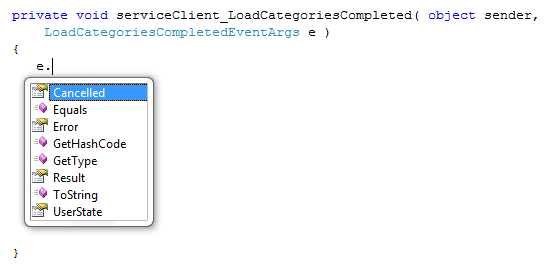 private void serviceClient_LoadCategoriesCompleted( object sender,
LoadCategoriesCompletedEventArgs e )
{
e.
Cancelled
Equals
Error
GetHashCode
GetType
Result
ToString
UserState
}